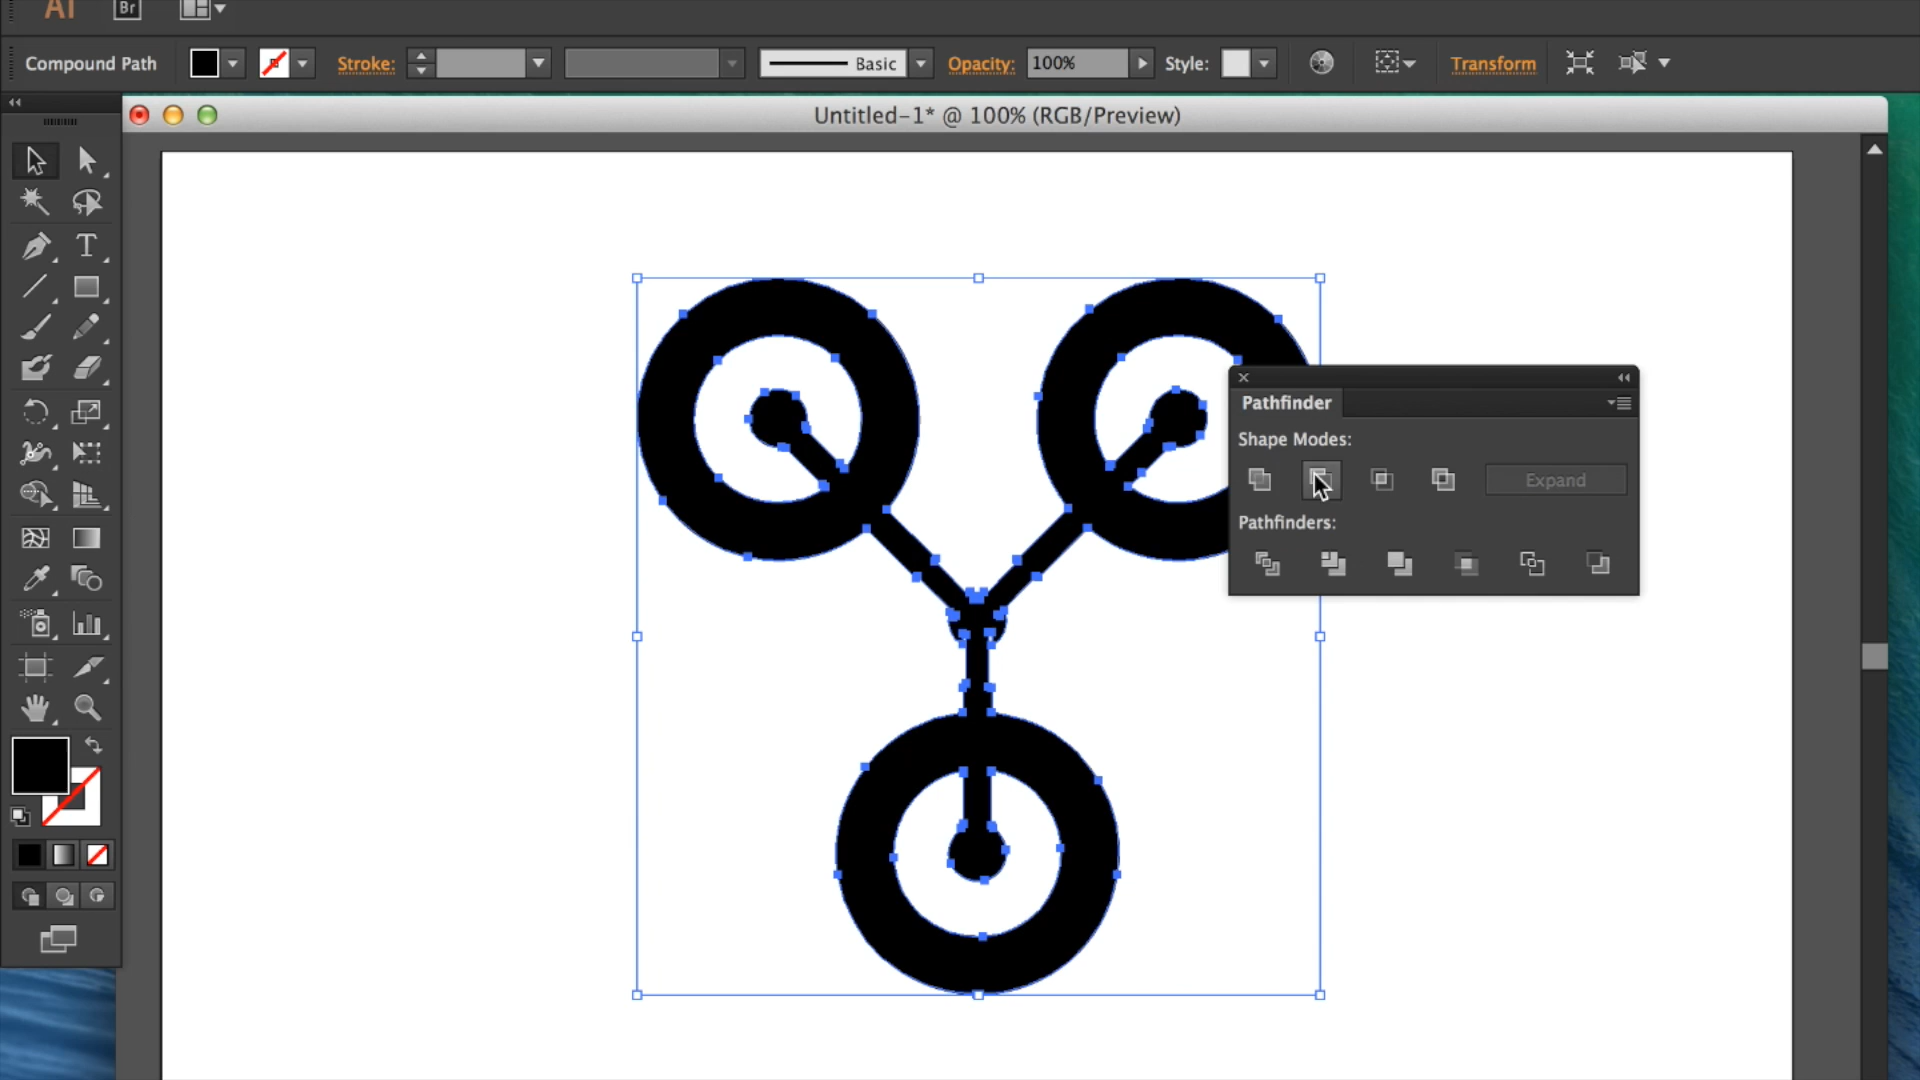 Ai Br
Compound Path Stroke: Basic Opacity: 100% Style: Transform
Untitled-1* @ 100% (RGB/Preview)
T
Pathfinder
Shape Modes:
Expand
Pathfinders: